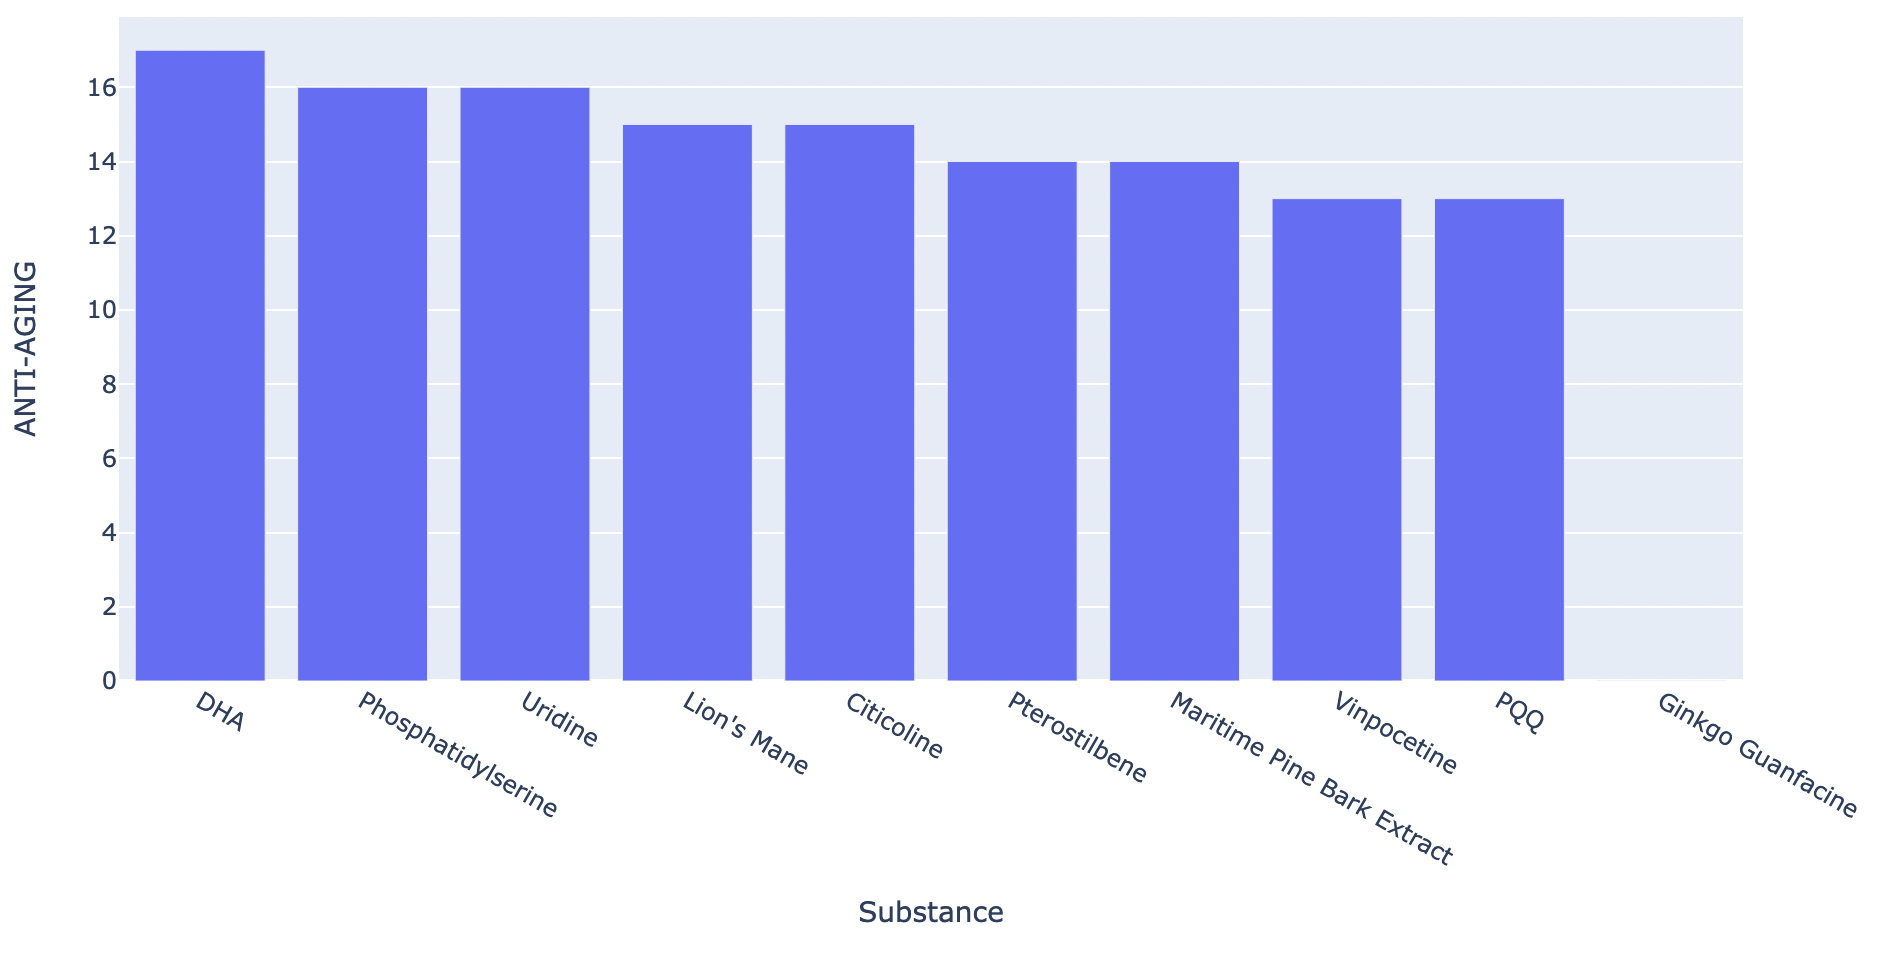 ANTI-AGING
16
14
12
10
8
6
4
2
0
DHA
Phosphatidylserine
Uridine
Lion's Mane
Citicoline
Pterostilbene
Maritime Pine Bark Extract
Vinpocetine
PQQ
Ginkgo Guanfacine
Substance